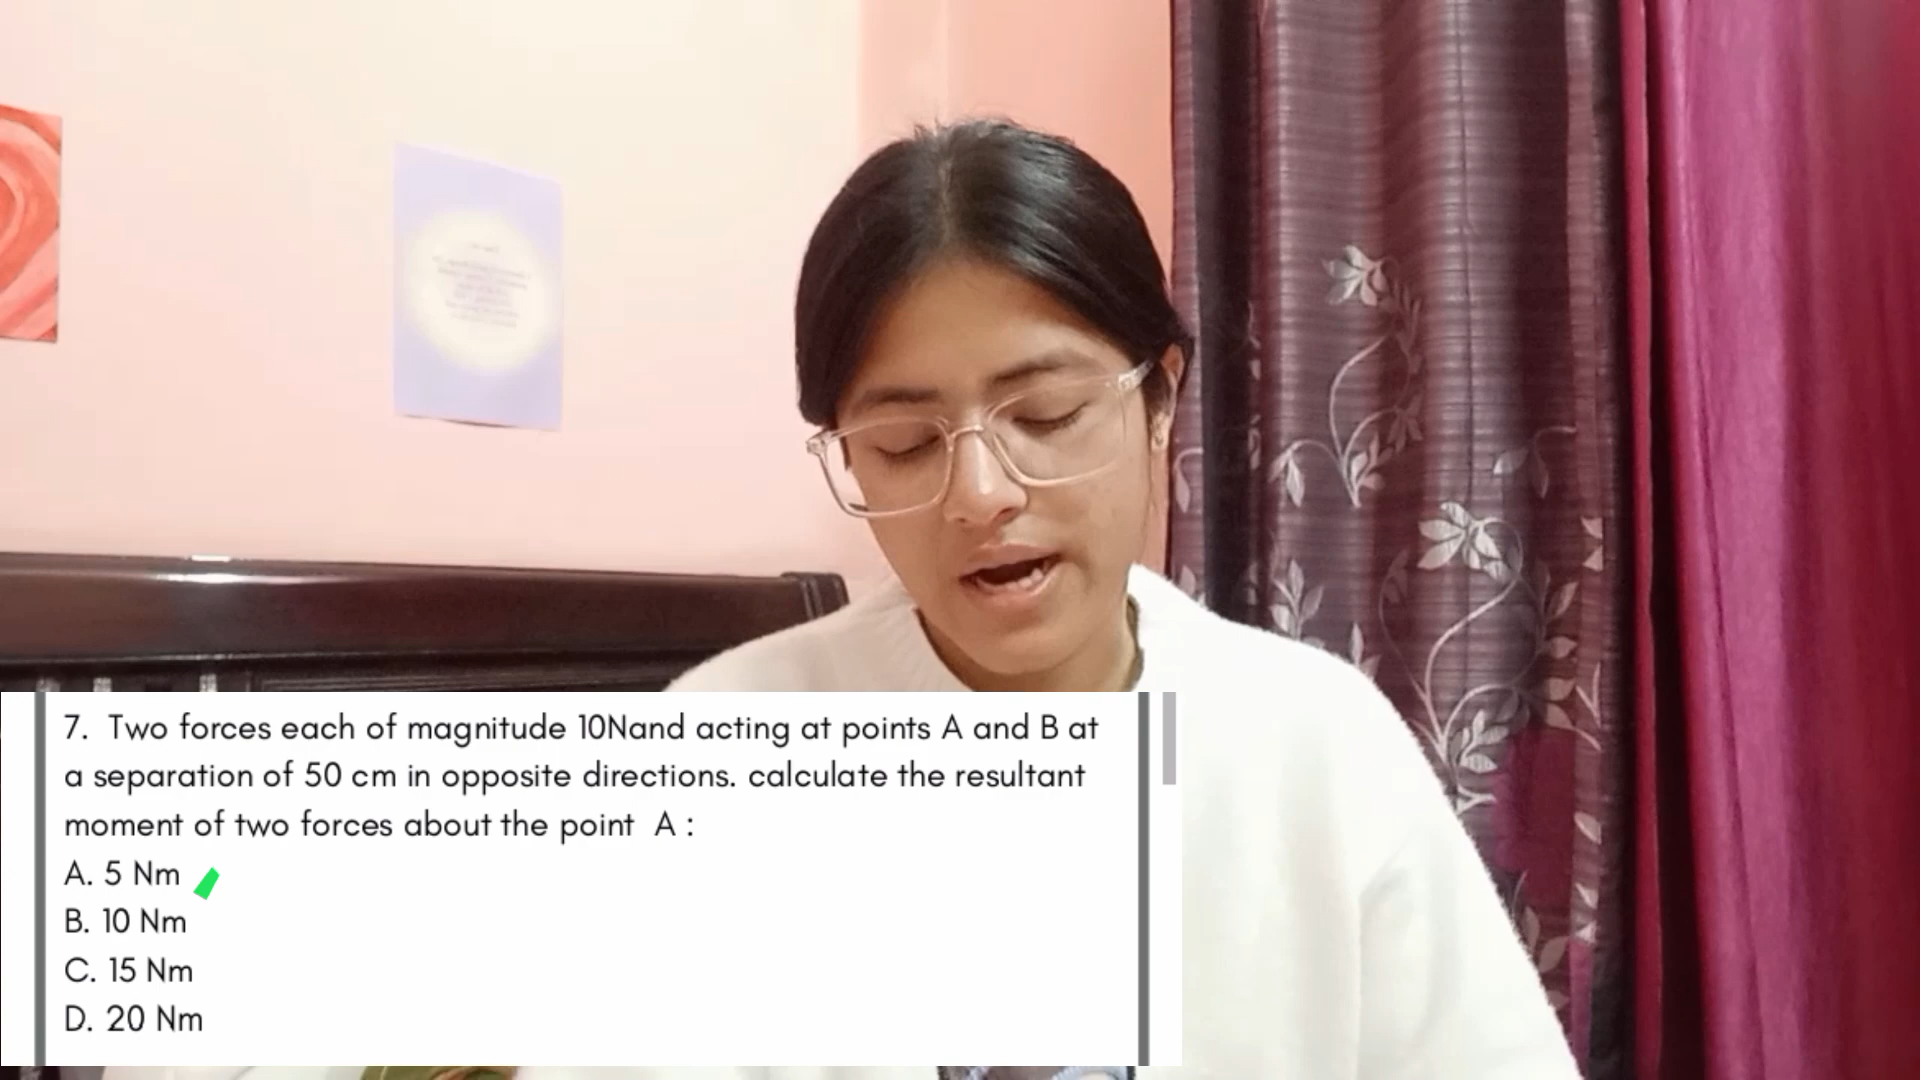 7. Two forces each of magnitude 10Nand acting at points A and B at
a separation of 50 cm in opposite directions. calculate the resultant
moment of two forces about the point A :
A. 5 Nm
B. 10 Nm
C. 15 Nm
D. 20 Nm